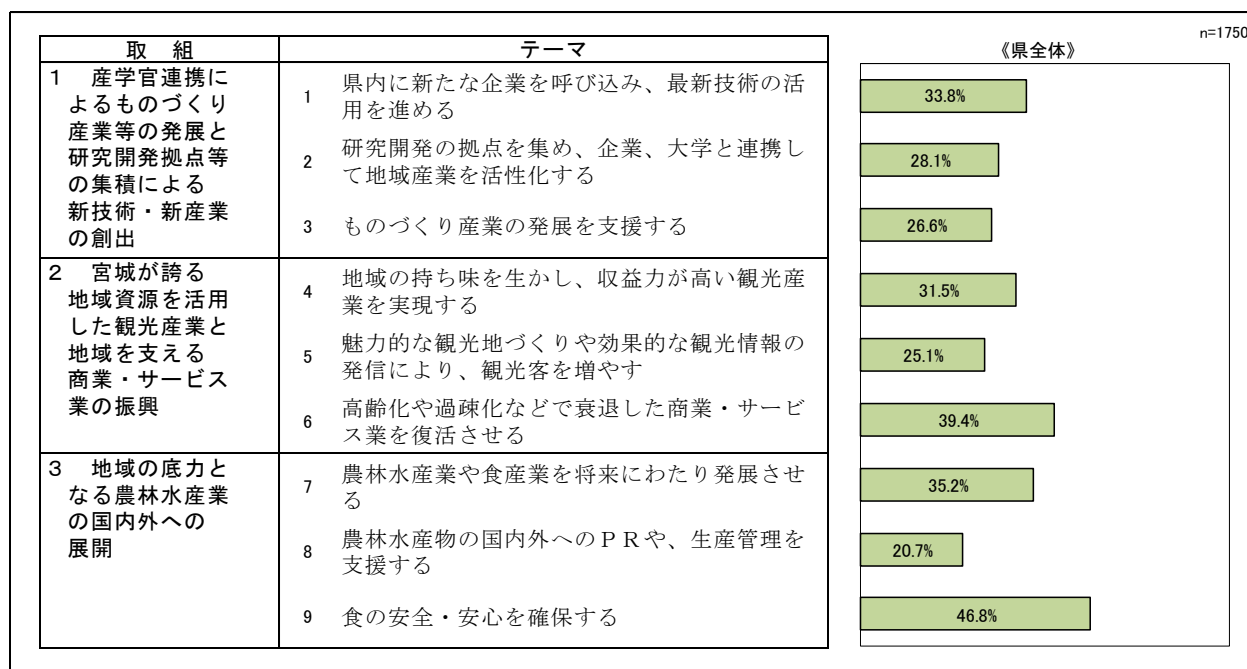 n=1750
取　組
テーマ
《県全体》
１　産学官連携に
よるものづくり
産業等の発展と
研究開発拠点等
の集積による
新技術・新産業
の創出
1
県内に新たな企業を呼び込み、最新技術の活
用を進める
33.8%
2
研究開発の拠点を集め、企業、大学と連携し
て地域産業を活性化する
28.1%
3
ものづくり産業の発展を支援する
26.6%
２　宮城が誇る
地域資源を活用
した観光産業と
地域を支える
商業・サービス
業の振興
4
地域の持ち味を生かし、収益力が高い観光産
業を実現する
31.5%
5
魅力的な観光地づくりや効果的な観光情報の
発信により、観光客を増やす
25.1%
6
高齢化や過疎化などで衰退した商業・サービ
ス業を復活させる
39.4%
３　地域の底力と
なる農林水産業
の国内外への
展開
7
農林水産業や食産業を将来にわたり発展させ
る
35.2%
8
農林水産物の国内外へのＰＲや、生産管理を
支援する
20.7%
9
食の安全・安心を確保する
46.8%